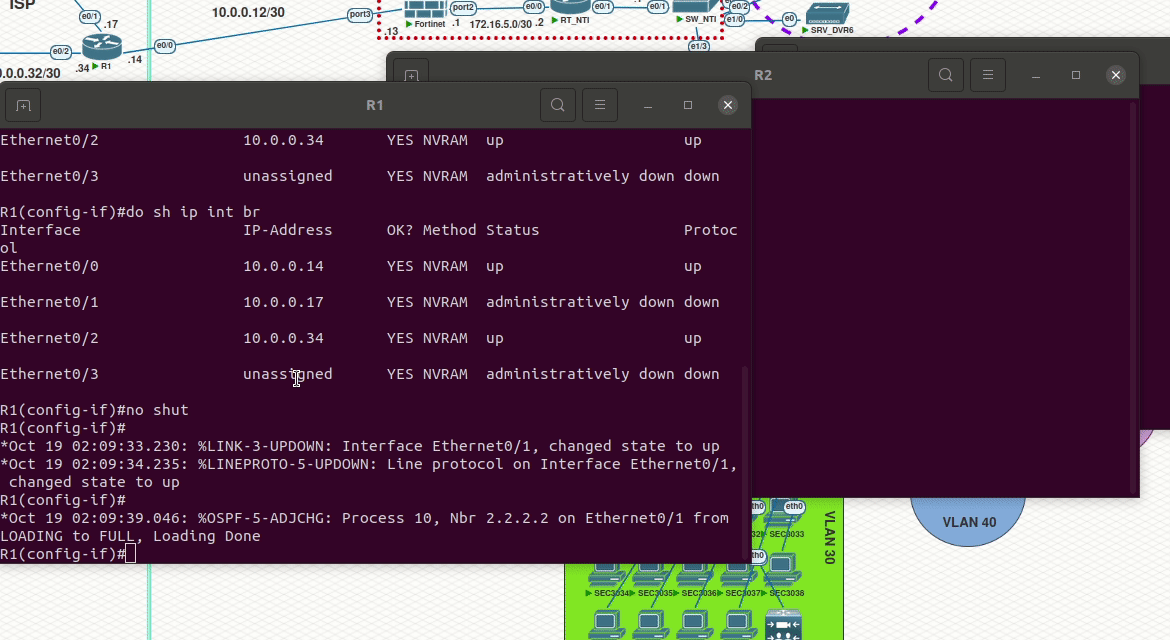 ISP
e0/1
.17
10.0.0.12/30
port3
Fortinet
port2
.1
172.16.5.0/30
.2
e0/0
RT_NTI
e0/1
e0/1
SW_NTI
e0/2
e1/0
e0
SRV_DVR6
.13
e1/3
e0/2
R1
e0/0
.14
.34
0.0.0.32/30
R2
R1
Ethernet0/2 10.0.0.34 YES NVRAM up up
Ethernet0/3 unassigned YES NVRAM administratively down down
R1(config-if)#do sh ip int br
Interface IP-Address OK? Method Status Protoc
ol
Ethernet0/0 10.0.0.14 YES NVRAM up up
Ethernet0/1 10.0.0.17 YES NVRAM administratively down down
Ethernet0/2 10.0.0.34 YES NVRAM up up
Ethernet0/3 unassigned YES NVRAM administratively down down
R1(config-if)#no shut
R1(config-if)#
*Oct 19 02:09:33.230: %LINK-3-UPDOWN: Interface Ethernet0/1, changed state to up
*Oct 19 02:09:34.235: %LINEPROTO-5-UPDOWN: Line protocol on Interface Ethernet0/1,
changed state to up
R1(config-if)#
*Oct 19 02:09:39.046: %OSPF-5-ADJCHG: Process 10, Nbr 2.2.2.2 on Ethernet0/1 from
LOADING to FULL, Loading Done
R1(config-if)#
th0
eth0
SEC3033
VLAN 30
VLAN 40
th0
SEC3034
SEC3035
SEC3036
SEC3037
SEC3038